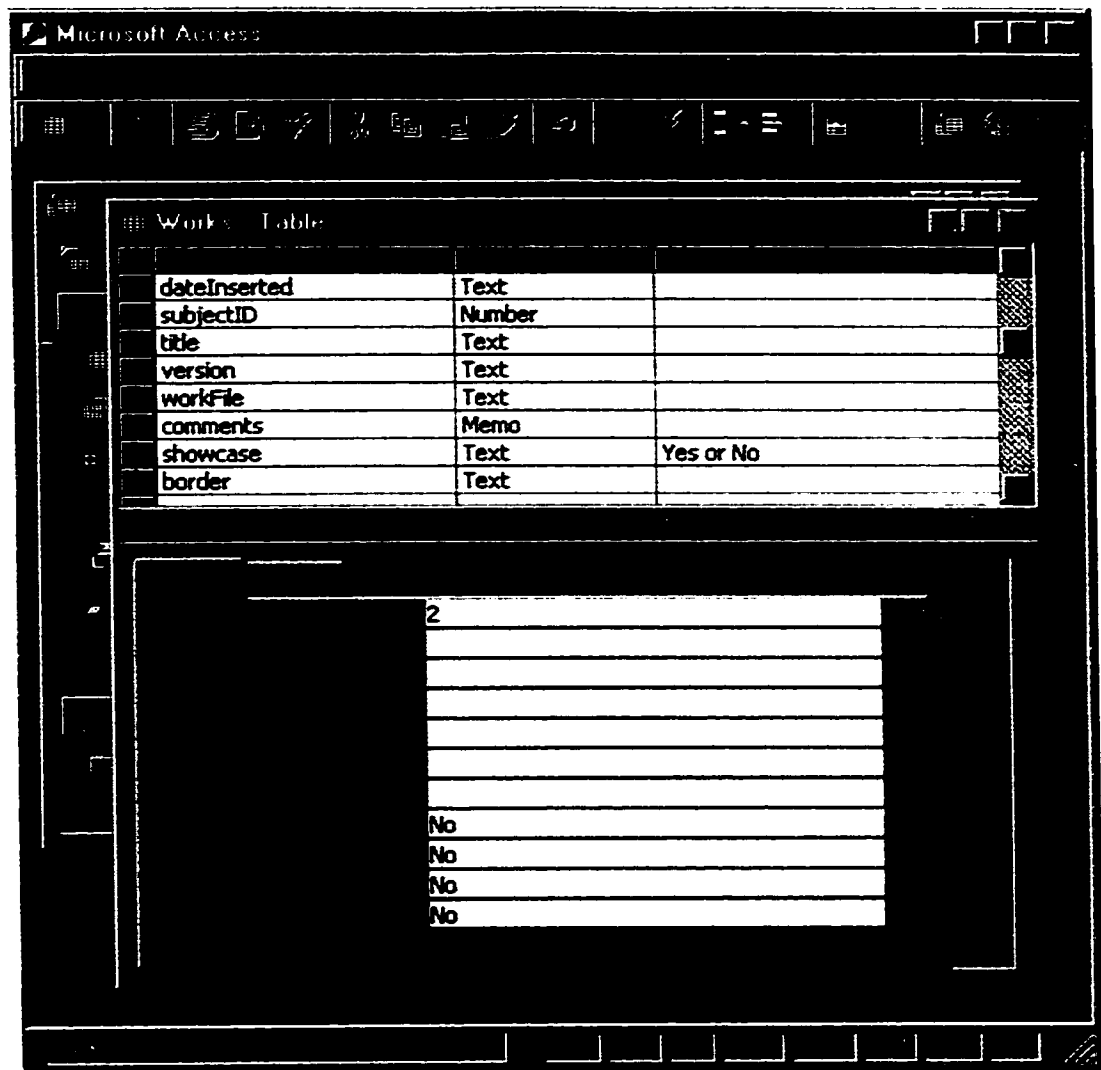 Microsoft Access
Works Table
dateInserted Text
subjectID Number
title Text
version Text
workFile Text
comments Memo
showcase Text Yes or No
border Text
2
No
No
No
No